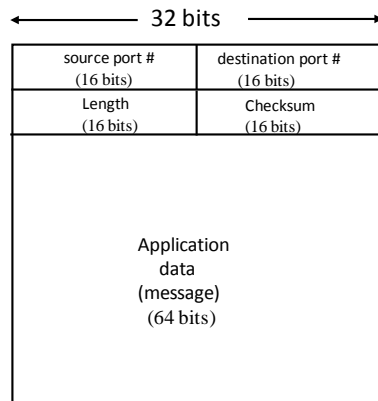 32 bits
source port #
(16 bits)
destination port #
(16 bits)
Length
(16 bits)
Checksum
(16 bits)
Application
data
(message)
(64 bits)